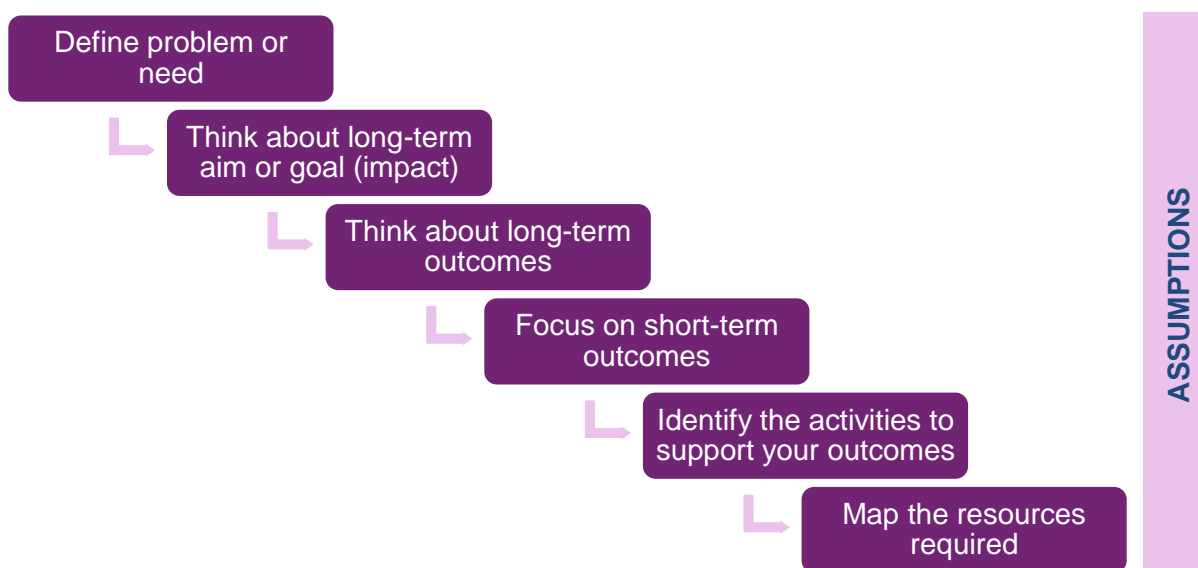 Define problem or
need
Think about long-term
aim or goal (impact)
Think about long-term
outcomes
Focus on short-term
outcomes
Identify the activities to
support your outcomes
Map the resources
required
ASSUMPTIONS